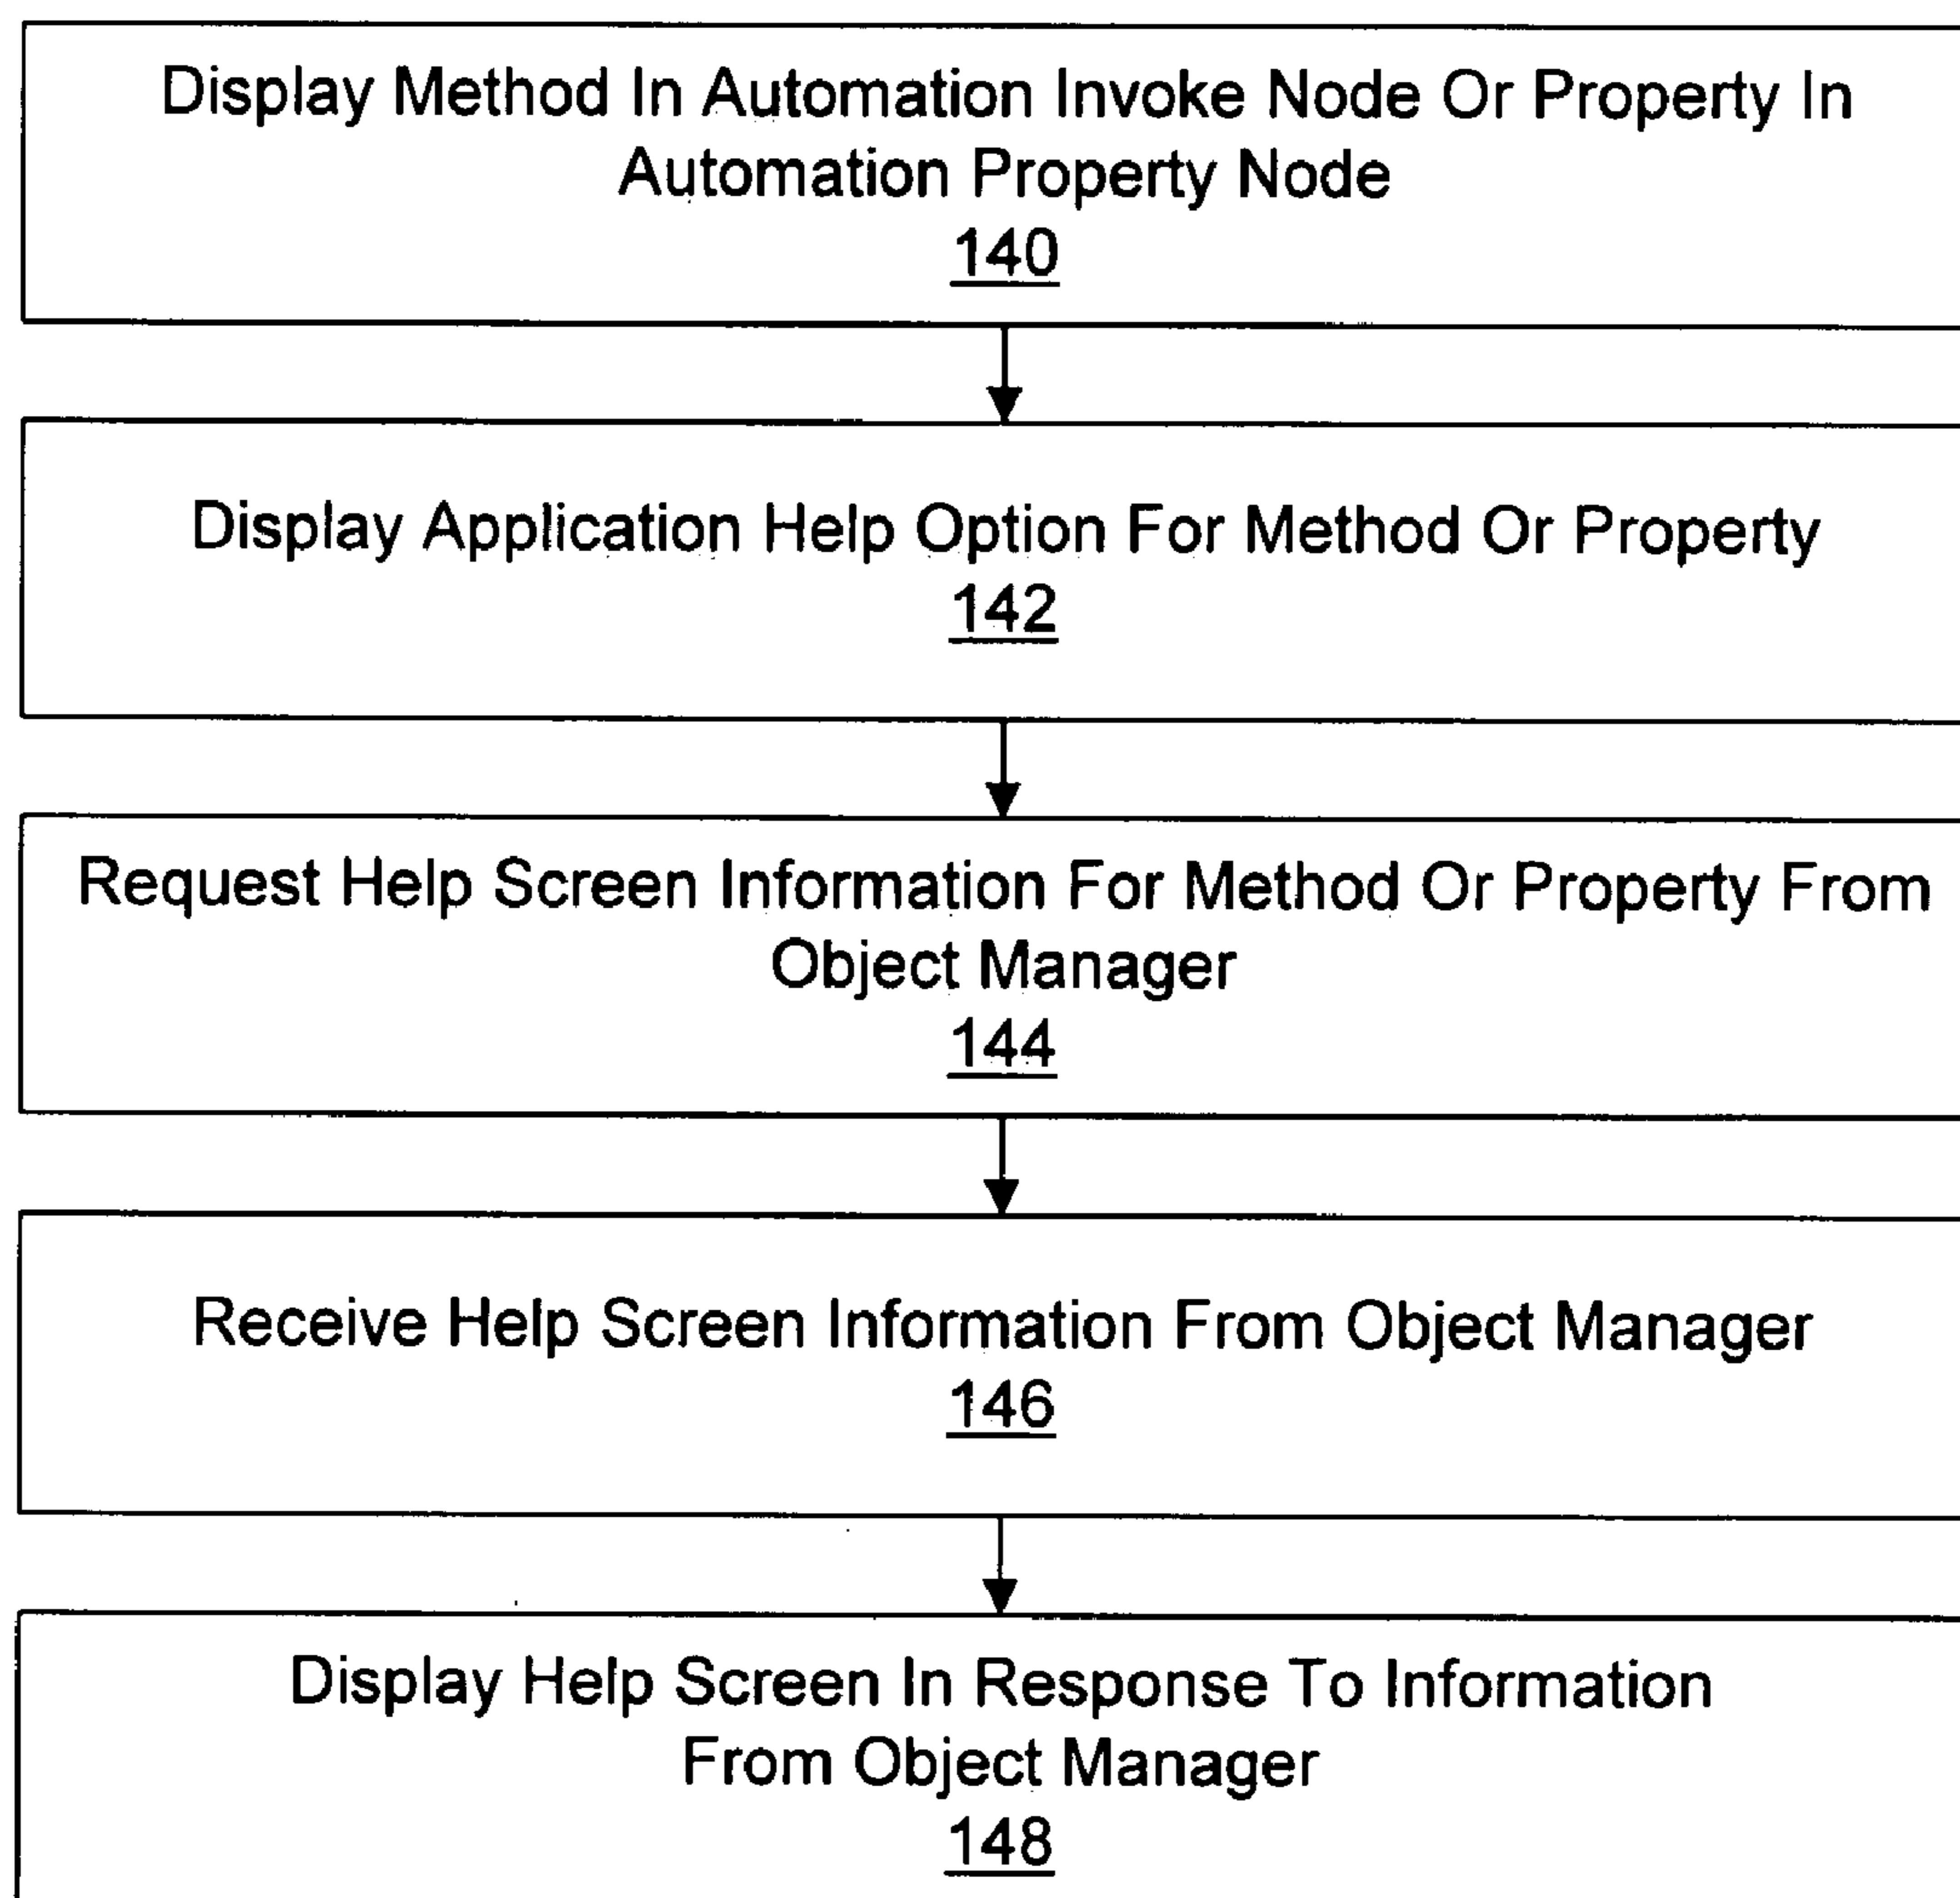 Display Method In Automation Invoke Node Or Property In
Automation Property Node
140
Display Application Help Option For Method Or Property
142
Request Help Screen Information For Method Or Property From
Object Manager
144
Receive Help Screen Information From Object Manager
146
Display Help Screen In Response To Information
From Object Manager
148